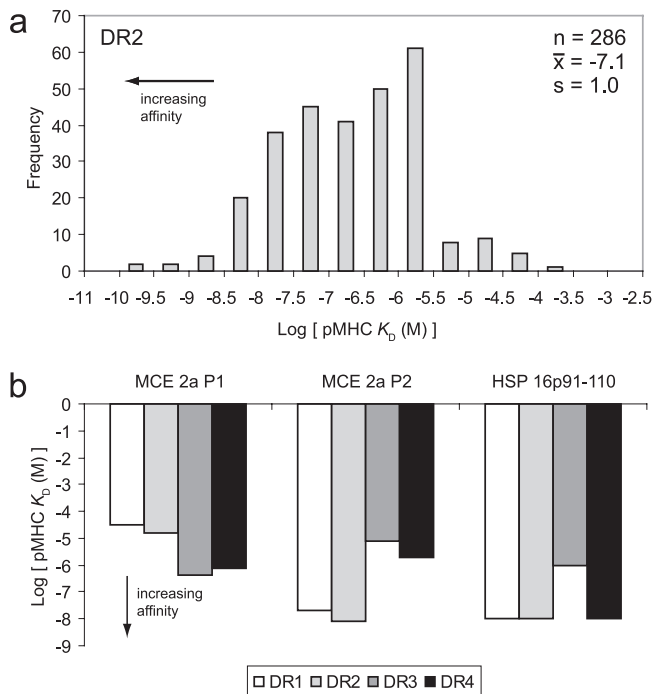 a
DR2
n = 286
x̄ = -7.1
s = 1.0
increasing
affinity
Frequency
70
60
50
40
30
20
10
0
-11 -10 -9.5 -9 -8.5 -8 -7.5 -7 -6.5 -6 -5.5 -5 -4.5 -4 -3.5 -3 -2.5
Log [ pMHC KD (M) ]
b
MCE 2a P1 MCE 2a P2 HSP 16p91-110
Log [ pMHC KD (M) ]
0
-1
-2
-3
-4
-5
-6
-7
-8
-9
increasing
affinity
DR1 DR2 DR3 DR4